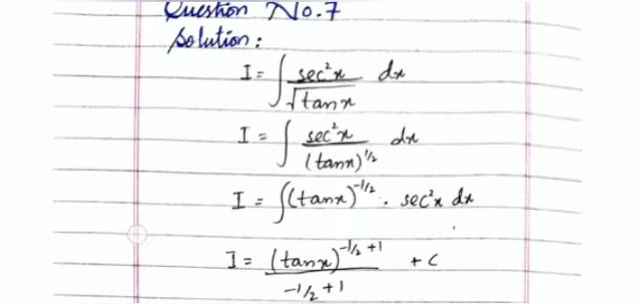 Question No.7
Solution:
I = ∫ sec²x / √tanx dx
I = ∫ sec²x / (tanx)^1/2 dx
I = ∫(tanx)^-1/2 . sec²x dx
I = (tanx)^-1/2+1 / -1/2+1 + C